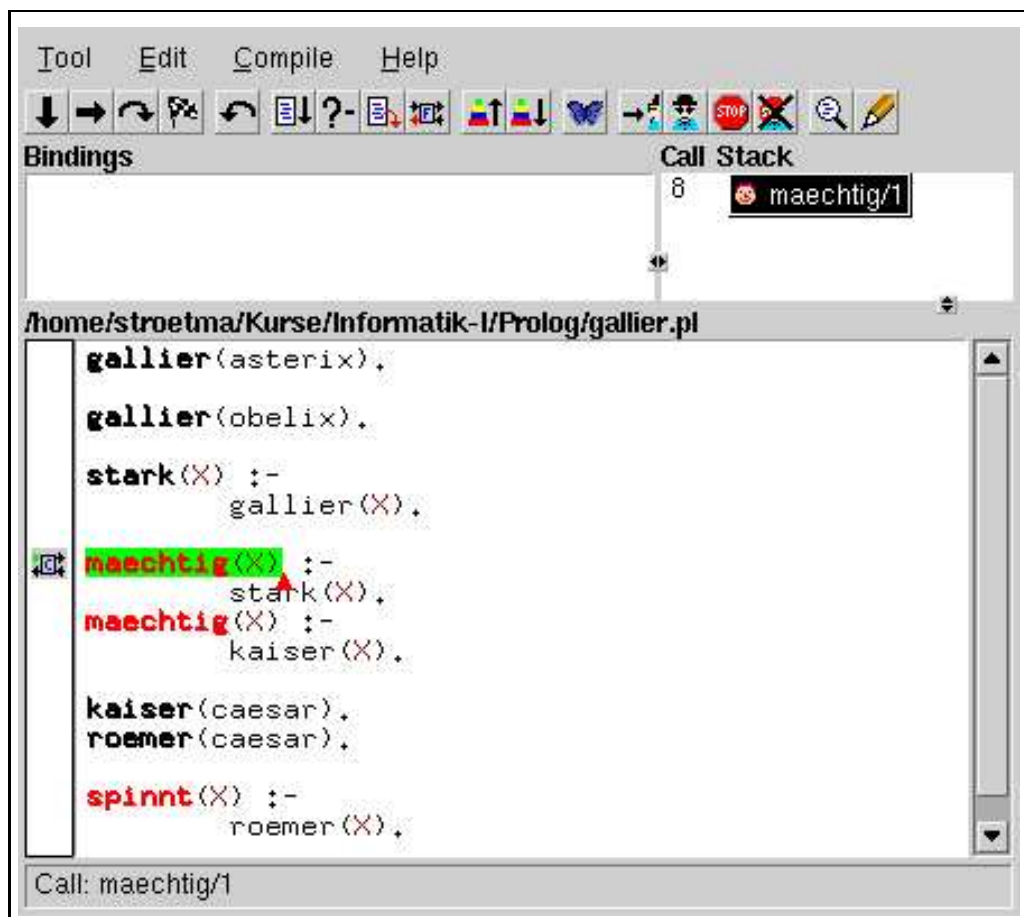 Tool Edit Compile Help
?- STOP
Bindings
Call Stack
8 maechtig/1
/home/stroetma/Kurse/Informatik-I/Prolog/gallier.pl
gallier(asterix).
gallier(obelix).
stark(X) :-
gallier(X).
maechtig(X) :-
stark(X).
maechtig(X) :-
kaiser(X).
kaiser(caesar).
roemer(caesar).
spinnt(X) :-
roemer(X).
Call: maechtig/1